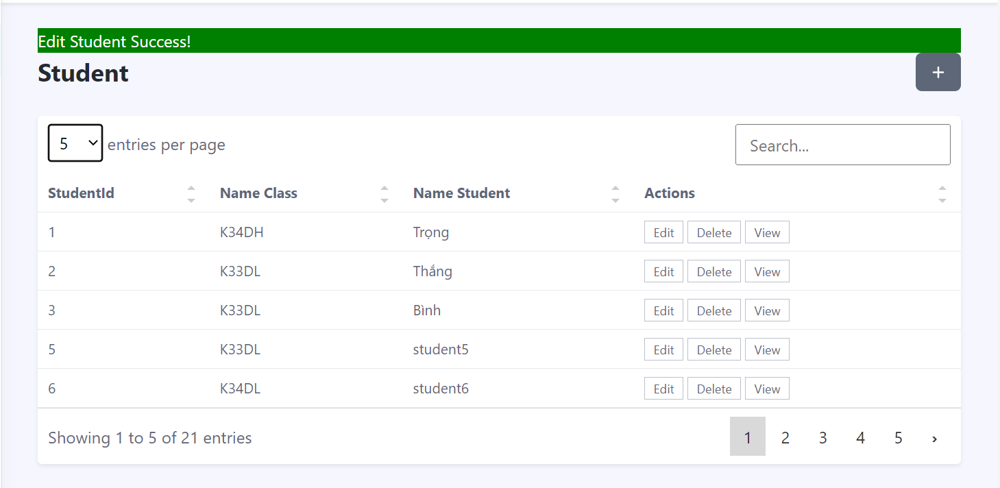 Edit Student Success!
Student +
5 entries per page Search...
StudentId Name Class Name Student Actions
1 K34DH Trọng Edit Delete View
2 K33DL Thắng Edit Delete View
3 K33DL Bình Edit Delete View
5 K33DL student5 Edit Delete View
6 K34DL student6 Edit Delete View
Showing 1 to 5 of 21 entries 1 2 3 4 5 ›